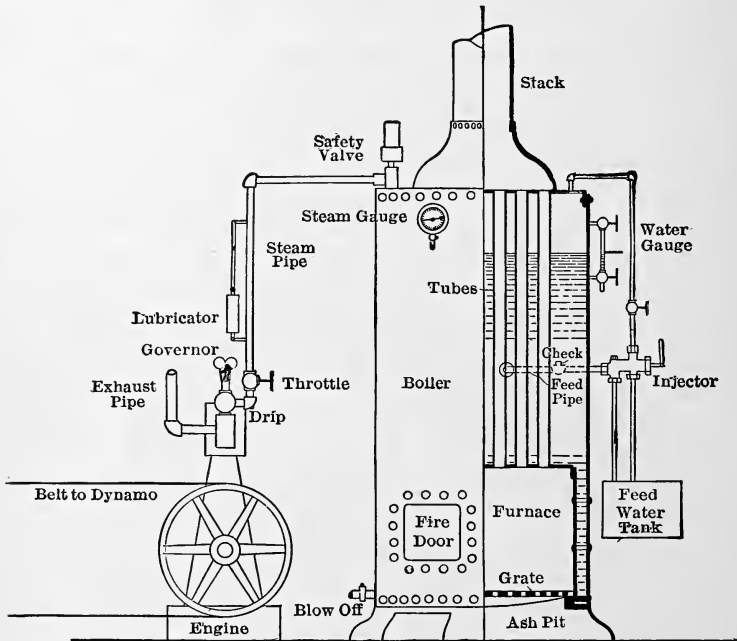 Stack
Safety
Valve
Steam Gauge
Water
Gauge
Steam
Pipe
Tubes
Lubricator
Governor
Check
Exhaust
Pipe
Throttle
Boiler
Feed
Pipe
Injector
Drip
Belt to Dynamo
Feed
Water
Tank
Furnace
Fire
Door
Grate
Blow Off
Engine
Ash Pit